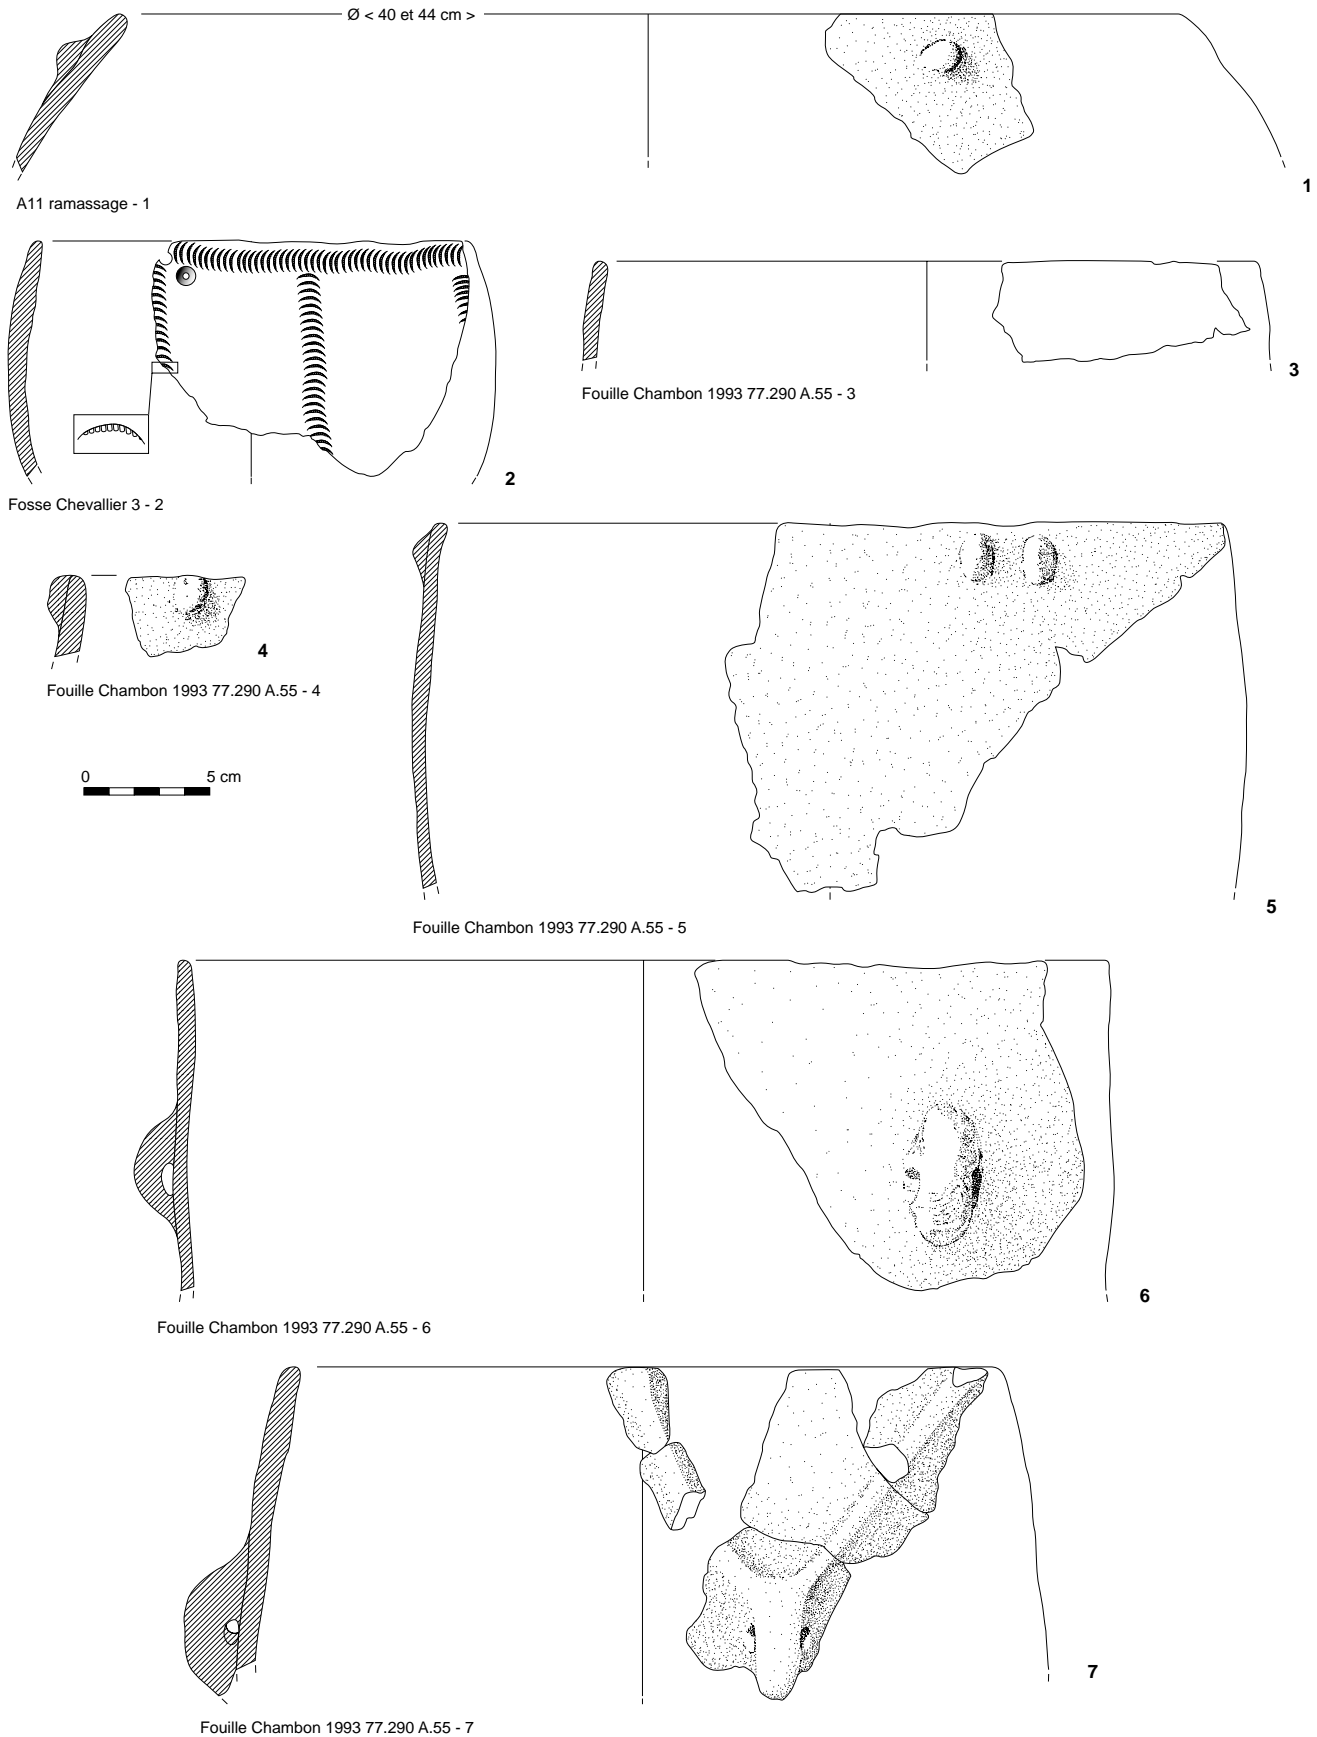 Ø < 40 et 44 cm >
1
A11 ramassage - 1
2
3
Fouille Chambon 1993 77.290 A.55 - 3
Fosse Chevallier 3 - 2
4
Fouille Chambon 1993 77.290 A.55 - 4
0 5 cm
5
Fouille Chambon 1993 77.290 A.55 - 5
6
Fouille Chambon 1993 77.290 A.55 - 6
7
Fouille Chambon 1993 77.290 A.55 - 7